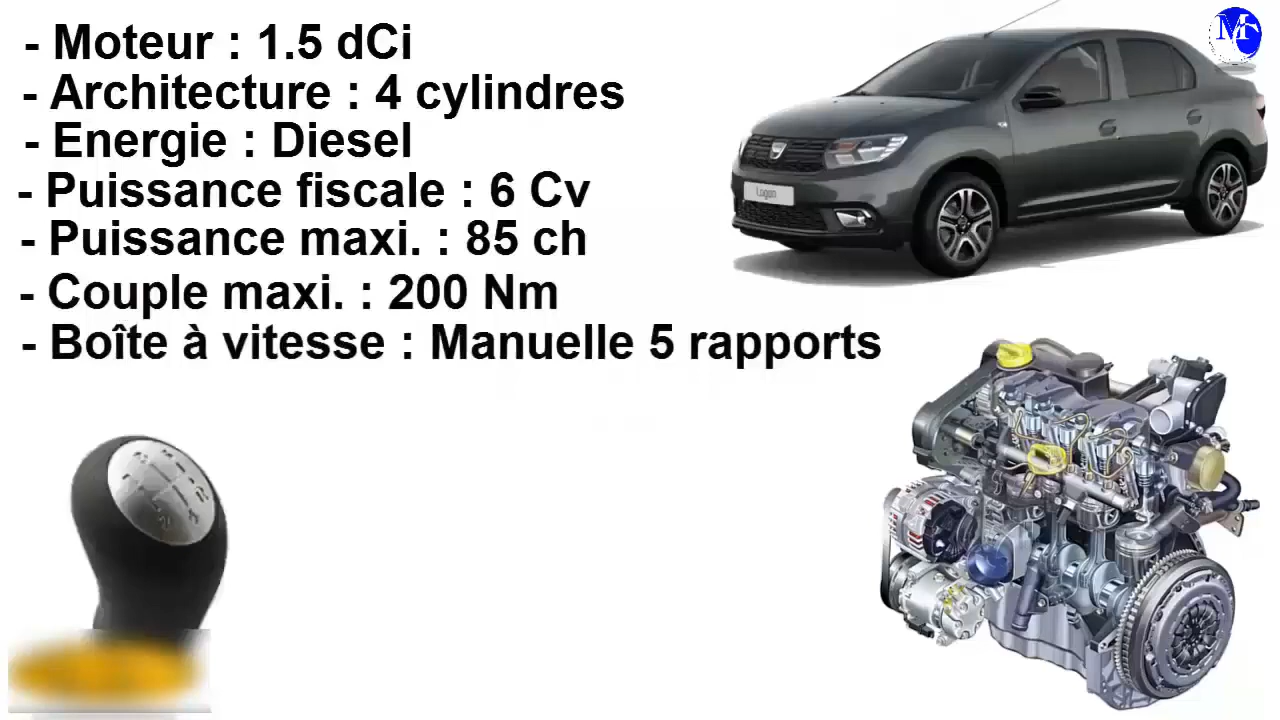 - Moteur : 1.5 dCi
- Architecture : 4 cylindres
- Energie : Diesel
- Puissance fiscale : 6 Cv
- Puissance maxi. : 85 ch
- Couple maxi. : 200 Nm
- Boîte à vitesse : Manuelle 5 rapports
Logan